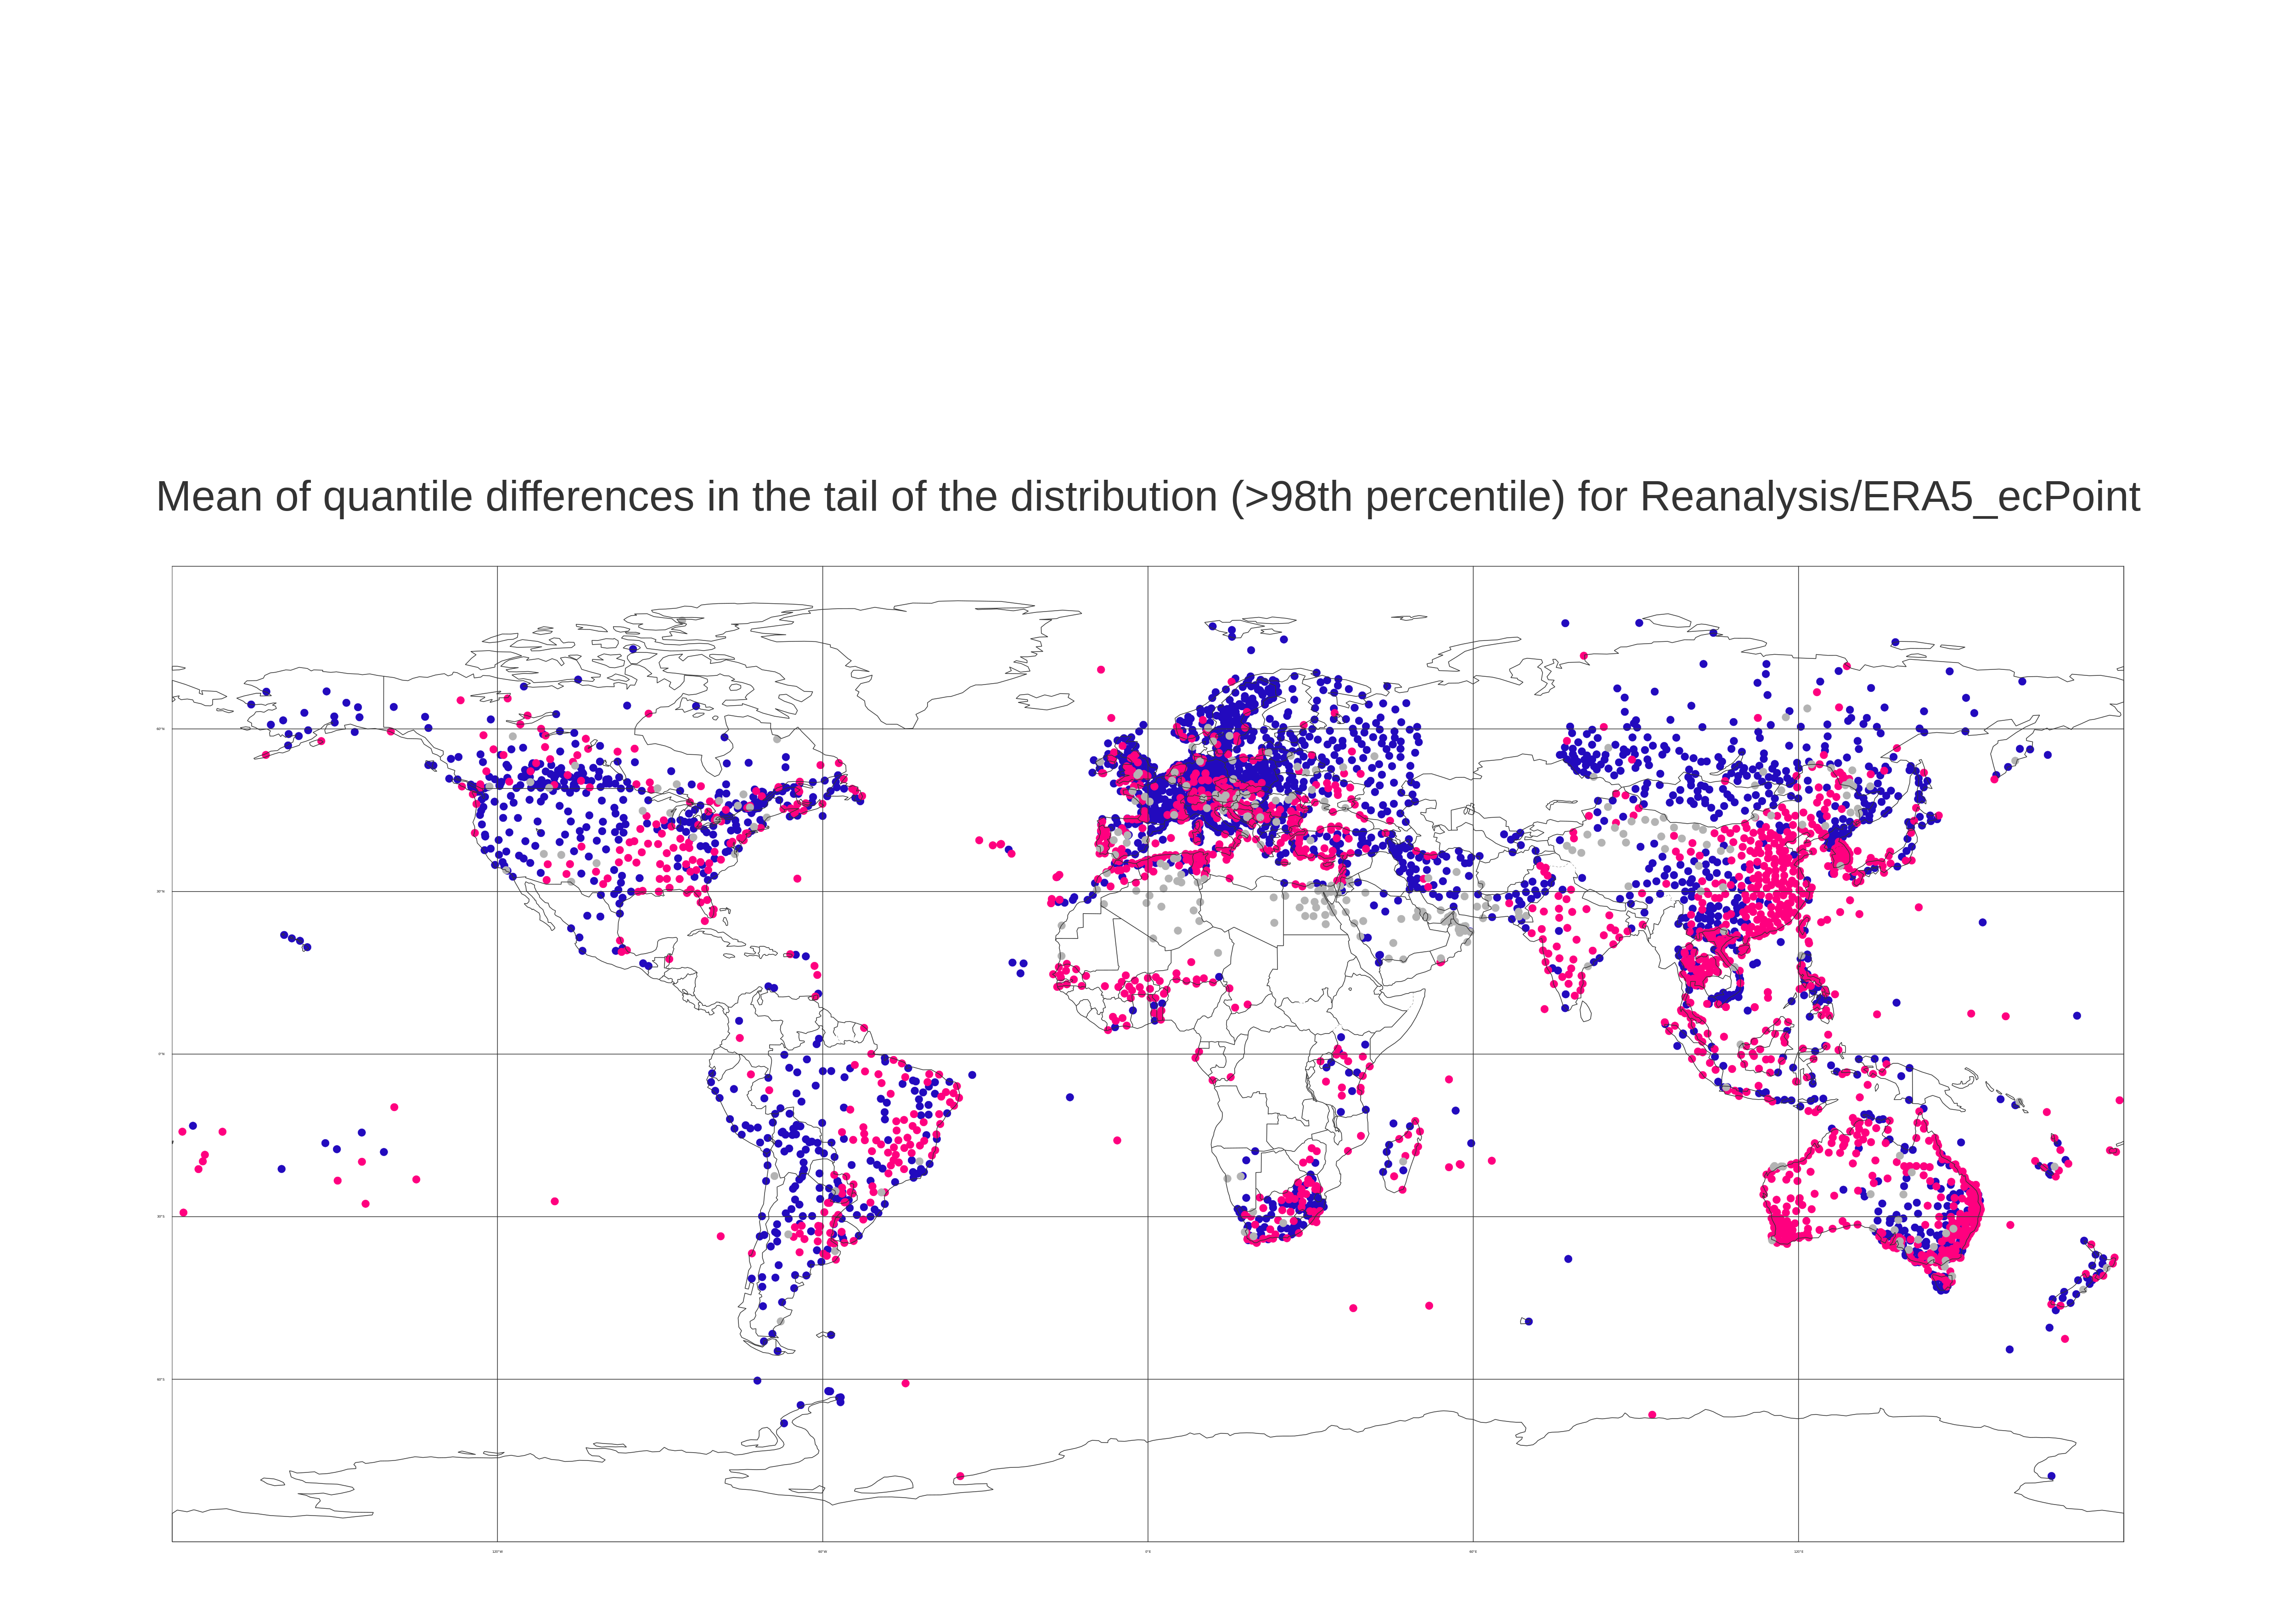 Mean of quantile differences in the tail of the distribution (>98th percentile) for Reanalysis/ERA5_ecPoint
60°N
30°N
0°N
30°S
60°S
120°W
60°W
0°E
60°E
120°E